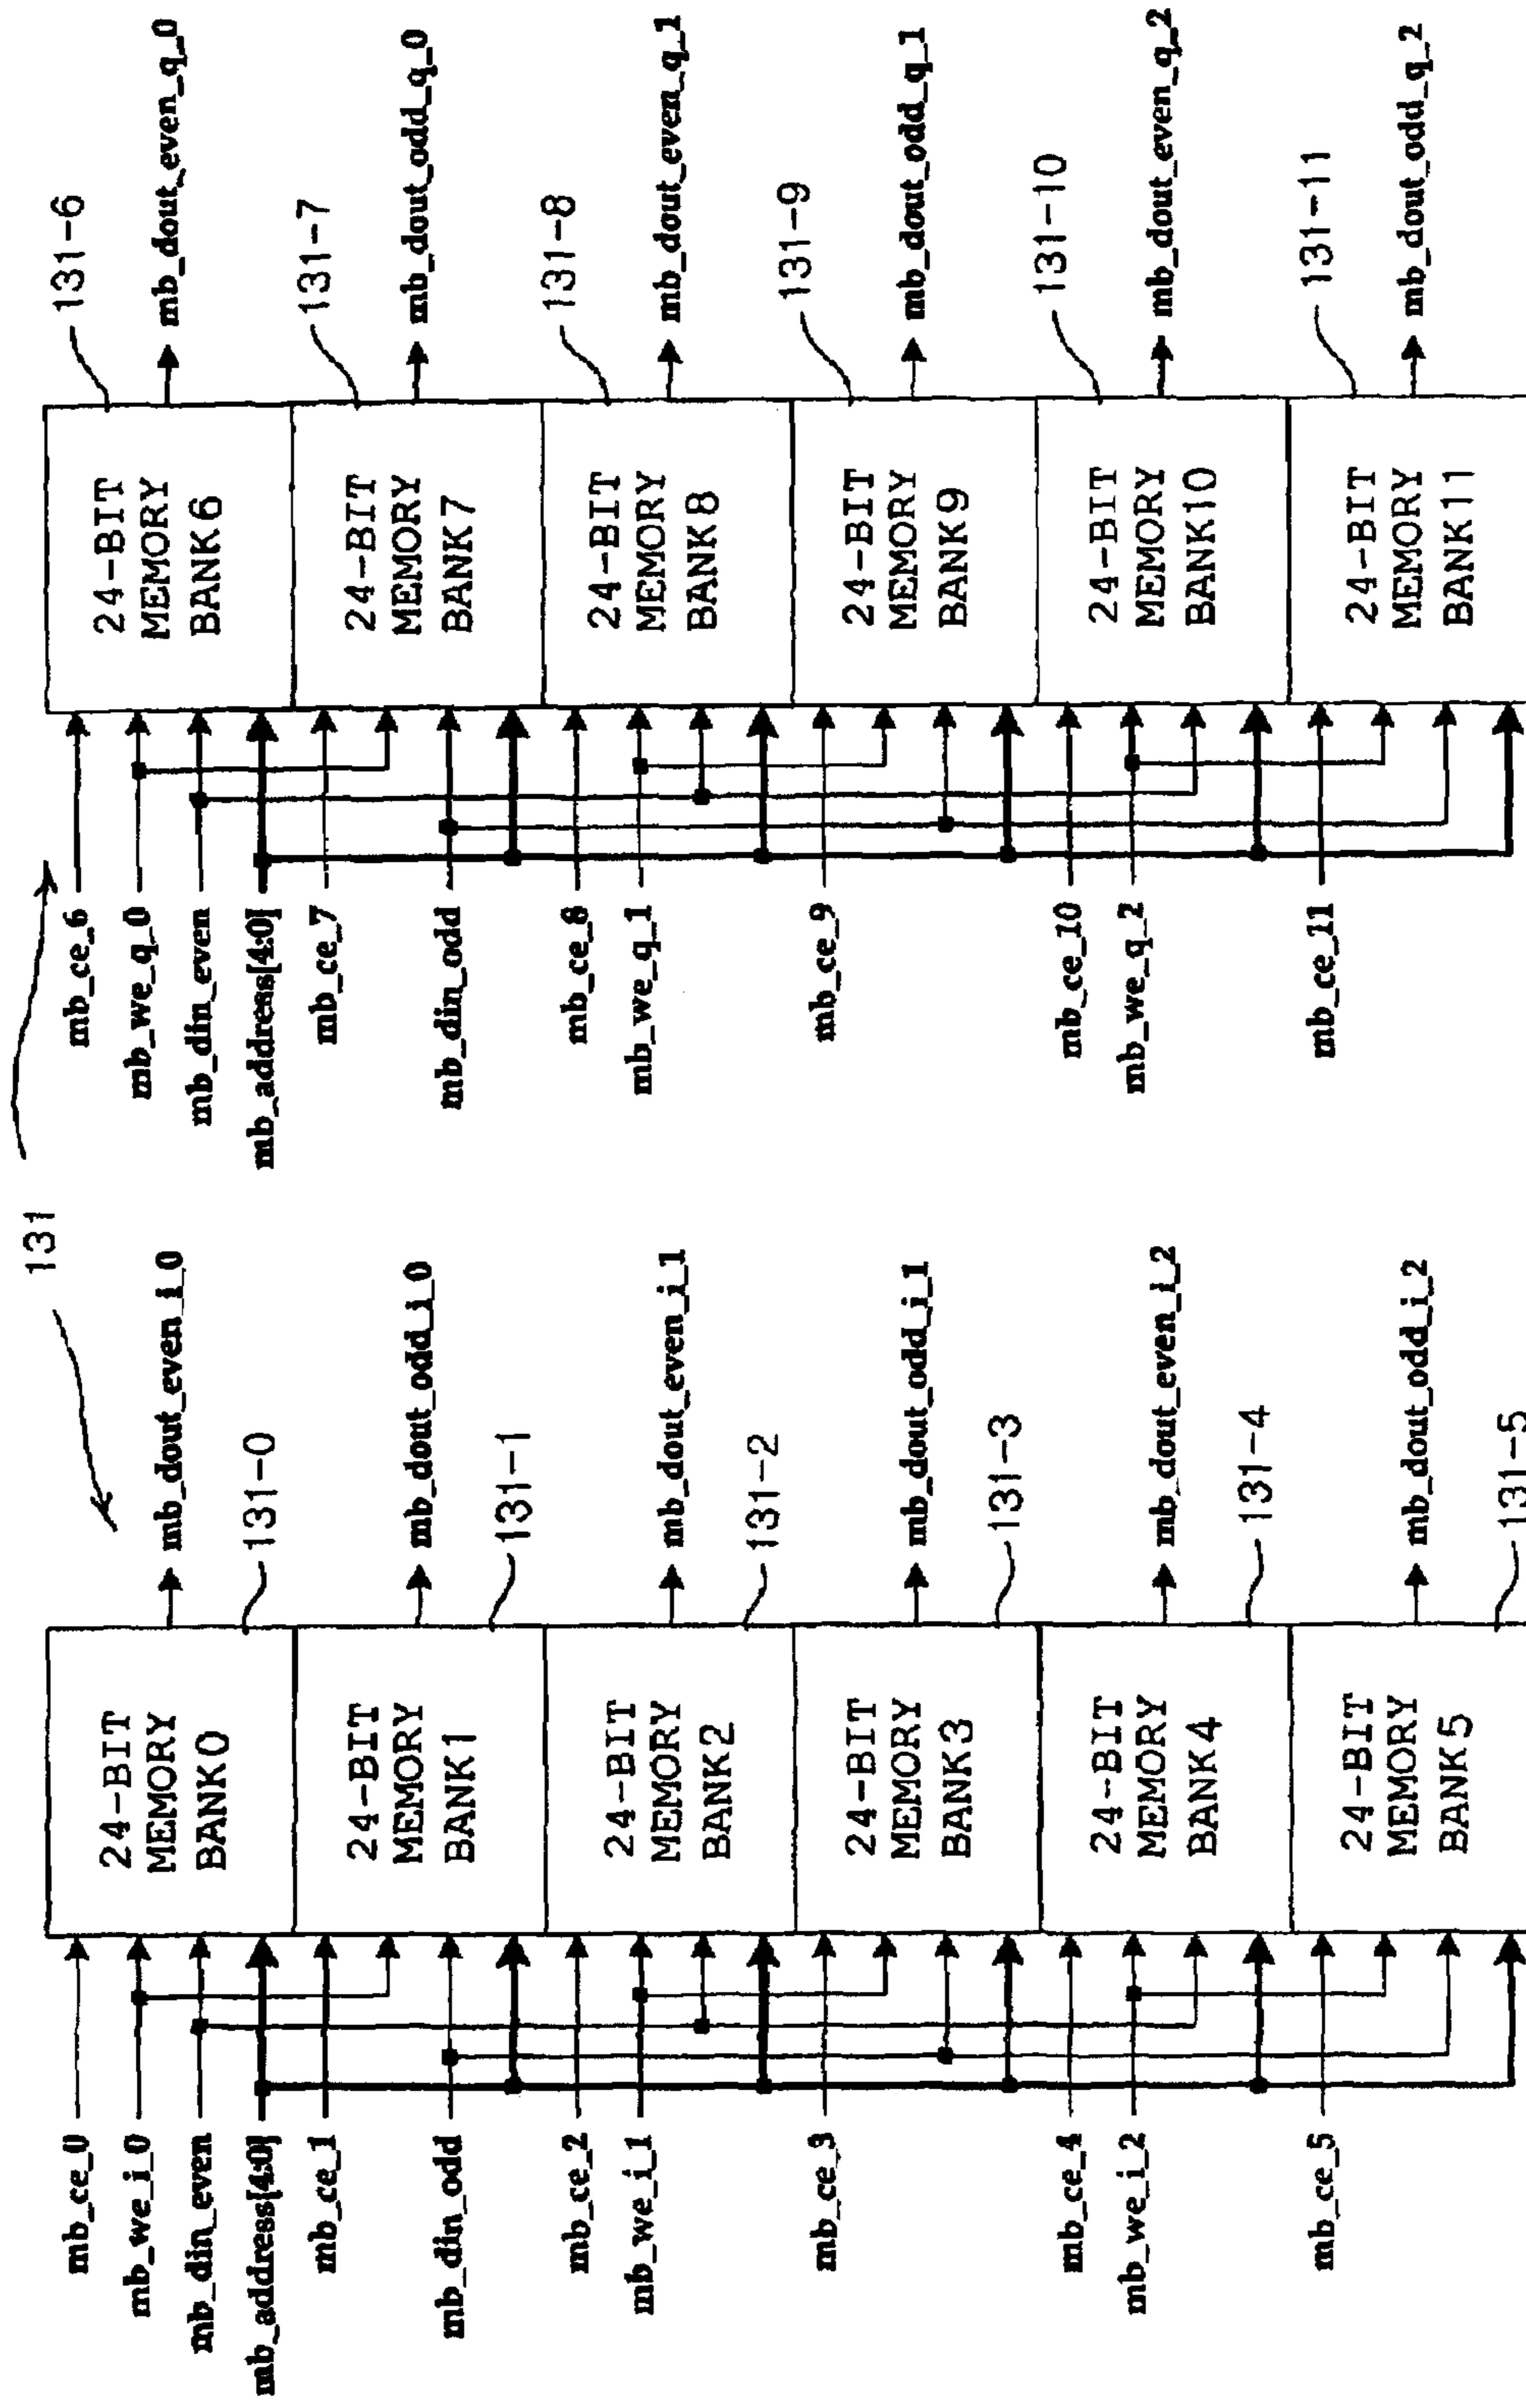 131
mb_ce_0
mb_we_i_0
mb_din_even
mb_address[4:0]
mb_ce_1
mb_din_odd
mb_ce_2
mb_we_i_1
mb_ce_3
mb_ce_4
mb_we_i_2
mb_ce_5
24-BIT
MEMORY
BANK0
24-BIT
MEMORY
BANK1
24-BIT
MEMORY
BANK2
24-BIT
MEMORY
BANK3
24-BIT
MEMORY
BANK4
24-BIT
MEMORY
BANK5
mb_dout_even_i_0
131-0
mb_dout_odd_i_0
131-1
mb_dout_even_i_1
131-2
mb_dout_odd_i_1
131-3
mb_dout_even_i_2
131-4
mb_dout_odd_i_2
131-5
mb_ce_6
mb_we_q_0
mb_din_even
mb_address[4:0]
mb_ce_7
mb_din_odd
mb_ce_8
mb_we_q_1
mb_ce_9
mb_ce_10
mb_we_q_2
mb_ce_11
24-BIT
MEMORY
BANK6
24-BIT
MEMORY
BANK7
24-BIT
MEMORY
BANK8
24-BIT
MEMORY
BANK9
24-BIT
MEMORY
BANK10
24-BIT
MEMORY
BANK11
131-6
mb_dout_even_q_0
131-7
mb_dout_odd_q_0
131-8
mb_dout_even_q_1
131-9
mb_dout_odd_q_1
131-10
mb_dout_even_q_2
131-11
mb_dout_odd_q_2